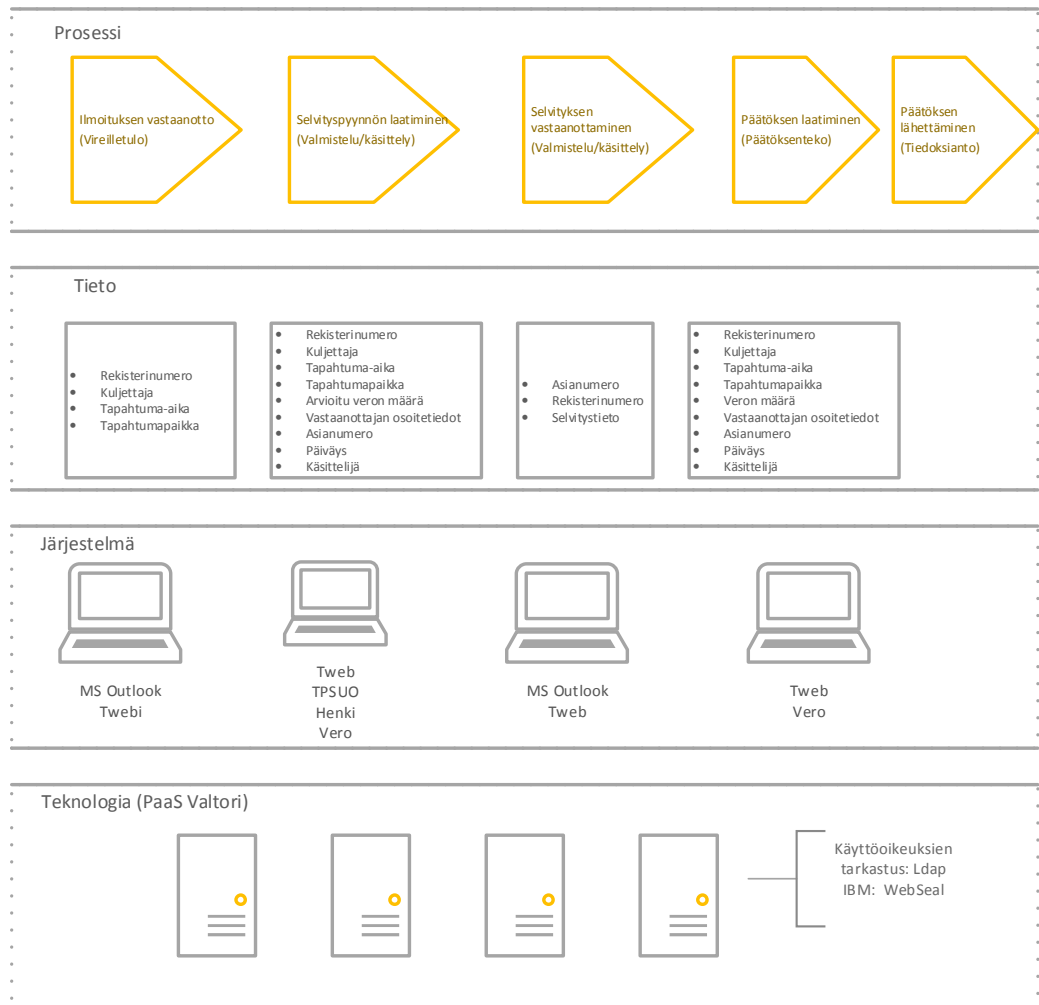 Prosessi
Ilmoituksen vastaanotto
(Vireilletulo)
Selvityspyynnön laatiminen
(Valmistelu/käsittely)
Selvityksen
vastaanottaminen
(Valmistelu/käsittely)
Päätöksen laatiminen
(Päätöksenteko)
Päätöksen
lähettäminen
(Tiedoksianto)
Tieto
• Rekisterinumero
• Kuljettaja
• Tapahtuma-aika
• Tapahtumapaikka
• Rekisterinumero
• Kuljettaja
• Tapahtuma-aika
• Tapahtumapaikka
• Arvioitu veron määrä
• Vastaanottajan osoitetiedot
• Asianumero
• Päiväys
• Käsittelijä
• Asianumero
• Rekisterinumero
• Selvitystieto
• Rekisterinumero
• Kuljettaja
• Tapahtuma-aika
• Tapahtumapaikka
• Veron määrä
• Vastaanottajan osoitetiedot
• Asianumero
• Päiväys
• Käsittelijä
Järjestelmä
MS Outlook
Twebi
Tweb
TPSUO
Henki
Vero
MS Outlook
Tweb
Tweb
Vero
Teknologia (PaaS Valtori)
Käyttöoikeuksien
tarkastus: Ldap
IBM: WebSeal